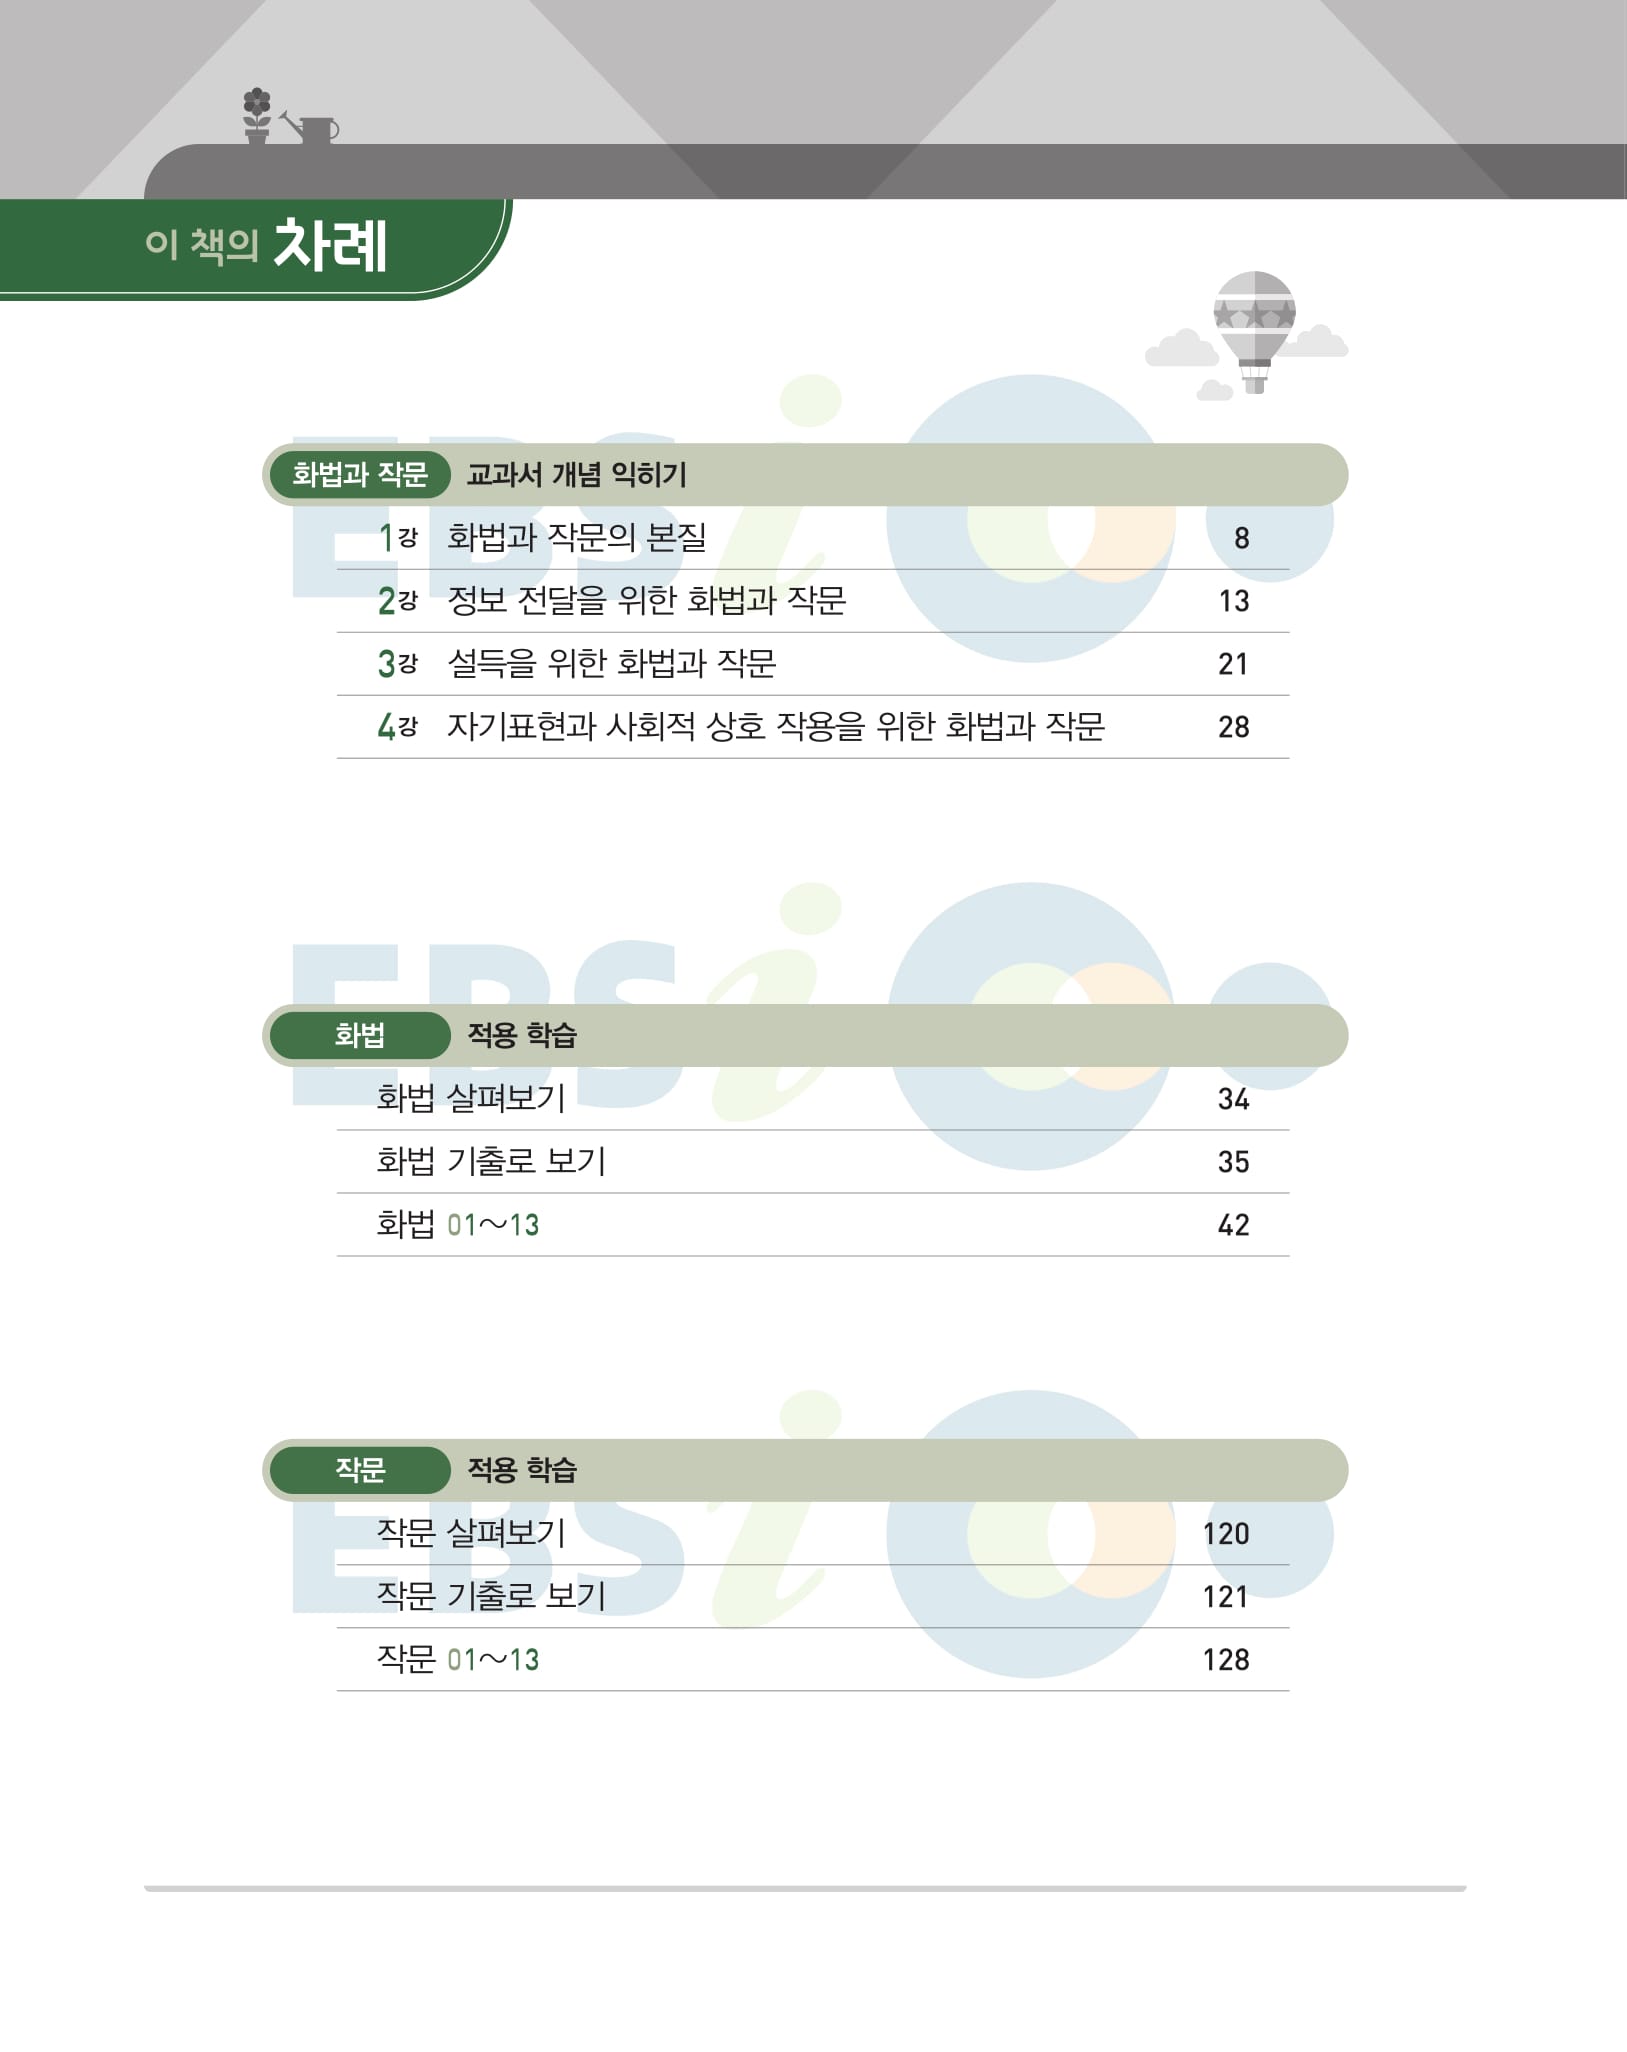 이 책의 차례
화법과 작문 교과서 개념 익히기
1강 화법과 작문의 본질 8
2강 정보 전달을 위한 화법과 작문 13
3강 설득을 위한 화법과 작문 21
4강 자기표현과 사회적 상호 작용을 위한 화법과 작문 28
EBSi
화법 적용 학습
화법 살펴보기 34
화법 기출로 보기 35
화법 01~13 42
EBSi
작문 적용 학습
작문 살펴보기 120
작문 기출로 보기 121
작문 01~13 128
EBSi